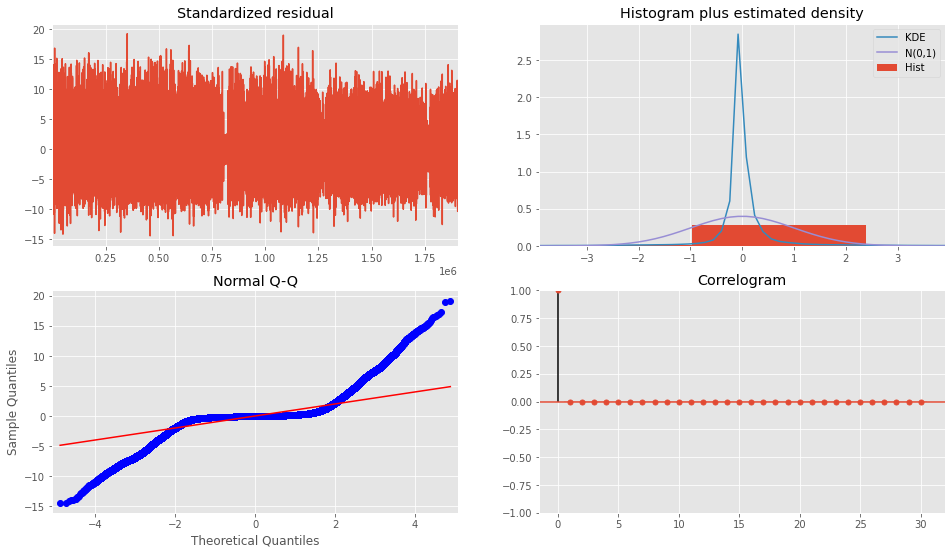 Standardized residual
20
15
10
5
0
−5
−10
−15
0.25 0.50 0.75 1.00 1.25 1.50 1.75
1e6
Histogram plus estimated density
KDE
N(0,1)
Hist
2.5
2.0
1.5
1.0
0.5
0.0
−3 −2 −1 0 1 2 3
Normal Q-Q
Sample Quantiles
20
15
10
5
0
−5
−10
−15
−4 −2 0 2 4
Theoretical Quantiles
Correlogram
1.00
0.75
0.50
0.25
0.00
−0.25
−0.50
−0.75
−1.00
0 5 10 15 20 25 30